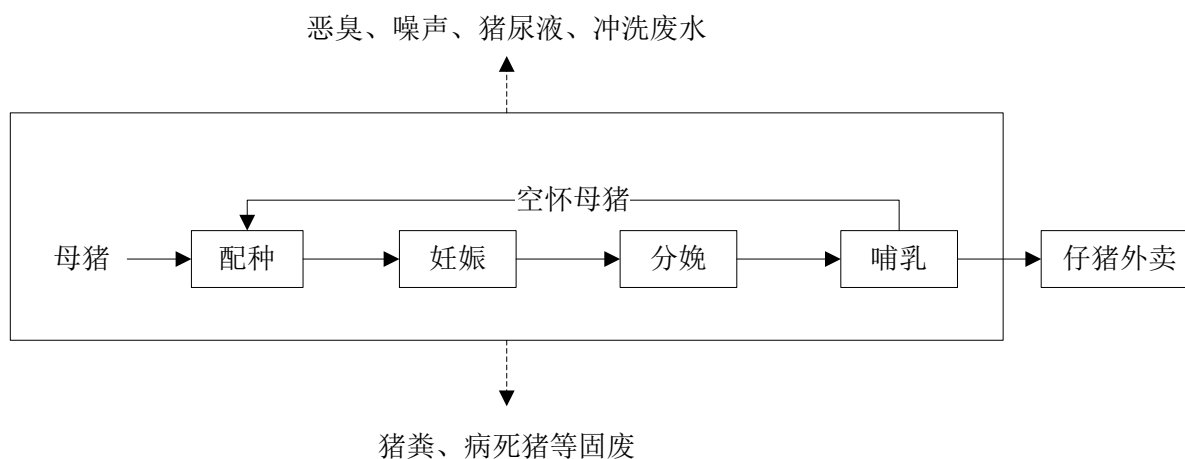 恶臭、噪声、猪尿液、冲洗废水
空怀母猪
母猪
配种
妊娠
分娩
哺乳
仔猪外卖
猪粪、病死猪等固废